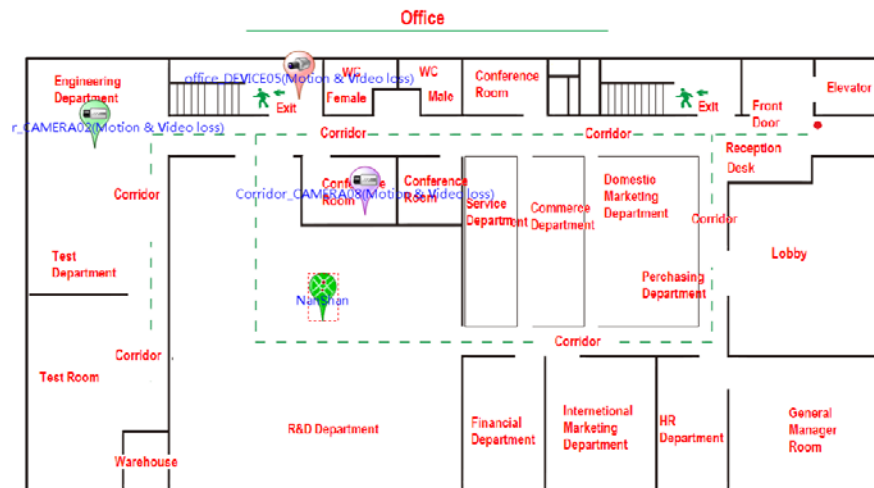 Office
Engineering
Department
office_DEVICE05(Motion & Video loss)
WC
Female
WC
Male
Conference
Room
Exit
Exit
Front
Door
Elevator
r_CAMERA02(Motion & Video loss)
Corridor
Corridor
Reception
Desk
Conference
Room
Corridor_CAMERA08(Motion & Video loss)
Conference
Room
Service
Department
Commerce
Department
Domestic
Marketing
Department
Corridor
Corridor
Lobby
Test
Department
Perchasing
Department
NanShan
Corridor
Corridor
Test Room
R&D Department
Financial
Department
Internetional
Marketing
Department
HR
Department
General
Manager
Room
Warehouse